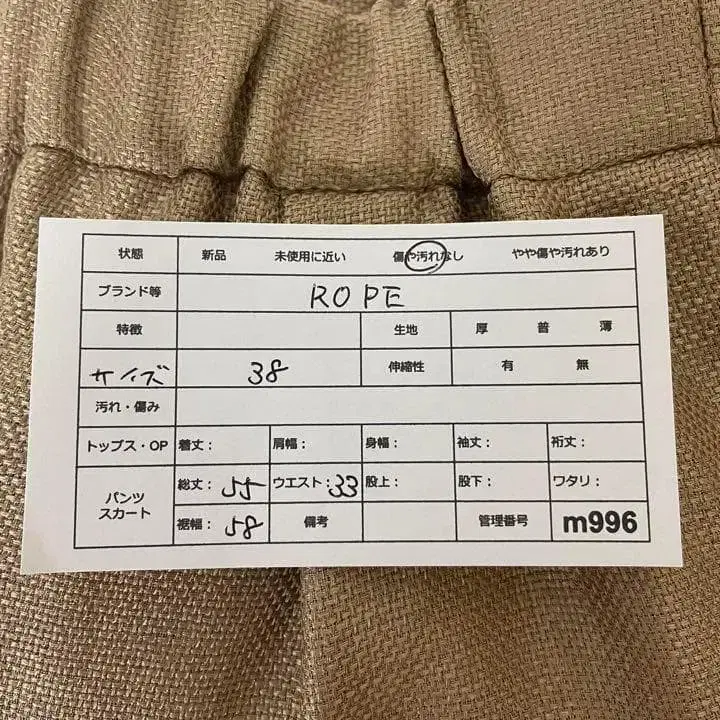 状態 新品 未使用に近い 傷や汚れなし やや傷や汚れあり
ブランド等 ROPE
特徴 生地 厚 普 薄
サイズ 38 伸縮性 有 無
汚れ・傷み
トップス・OP 着丈: 肩幅: 身幅: 袖丈: 裄丈:
パンツ スカート 総丈: 55 ウエスト: 33 股上: 股下: ワタリ:
裾幅: 58 備考 管理番号 m996